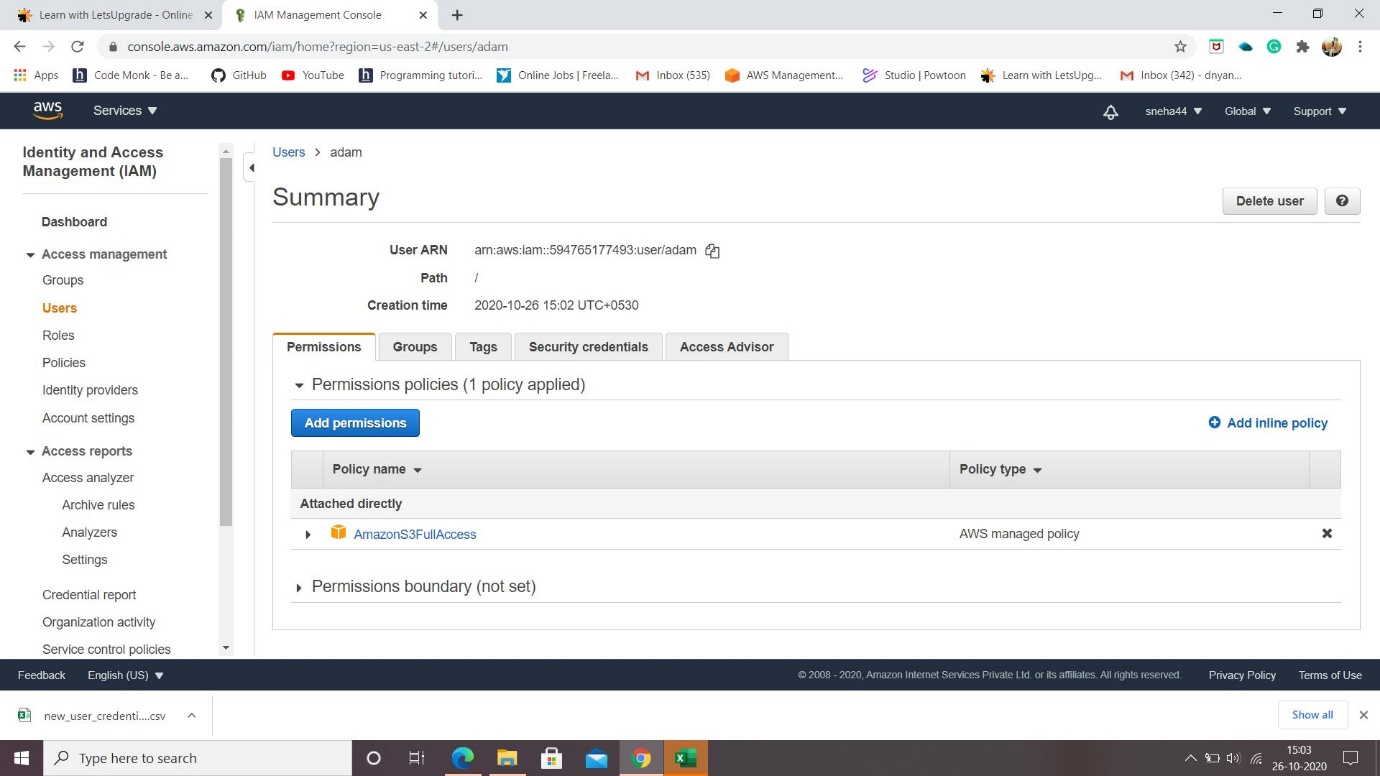 Learn with LetsUpgrade - Online
IAM Management Console
console.aws.amazon.com/iam/home?region=us-east-2#/users/adam
Apps
Code Monk - Be a...
GitHub
YouTube
Programming tutori...
Online Jobs | Freela...
Inbox (535)
AWS Management...
Studio | Powtoon
Learn with LetsUpg...
Inbox (342) - dnyan...
aws
Services
sneha44
Global
Support
Identity and Access
Management (IAM)
Dashboard
Access management
Groups
Users
Roles
Policies
Identity providers
Account settings
Access reports
Access analyzer
Archive rules
Analyzers
Settings
Credential report
Organization activity
Service control policies
Users > adam
Summary
Delete user
User ARN arn:aws:iam::594765177493:user/adam
Path /
Creation time 2020-10-26 15:02 UTC+0530
Permissions
Groups
Tags
Security credentials
Access Advisor
Permissions policies (1 policy applied)
Add permissions
Add inline policy
Policy name
Policy type
Attached directly
AmazonS3FullAccess
AWS managed policy
Permissions boundary (not set)
Feedback
English (US)
© 2008 - 2020, Amazon Internet Services Private Ltd. or its affiliates. All rights reserved.
Privacy Policy
Terms of Use
new_user_credenti....csv
Show all
Type here to search
15:03
26-10-2020